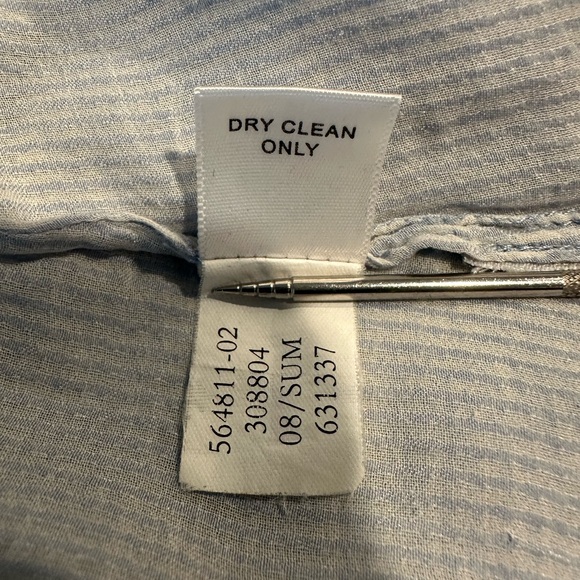 DRY CLEAN
ONLY
564811-02
308804
08/SUM
631337